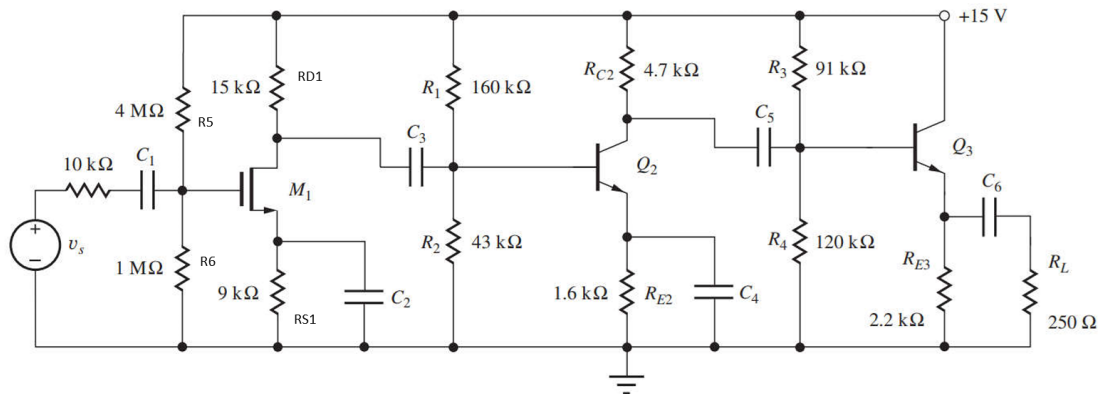 +15 V
RD1
15 kΩ
R1 160 kΩ
RC2 4.7 kΩ
R3 91 kΩ
4 MΩ
R5
C3
C5
Q3
10 kΩ
C1
M1
Q2
C6
+
vs
−
R6
1 MΩ
R2 43 kΩ
R4 120 kΩ
RE3
RL
9 kΩ
C2
1.6 kΩ RE2
C4
RS1
2.2 kΩ
250 Ω